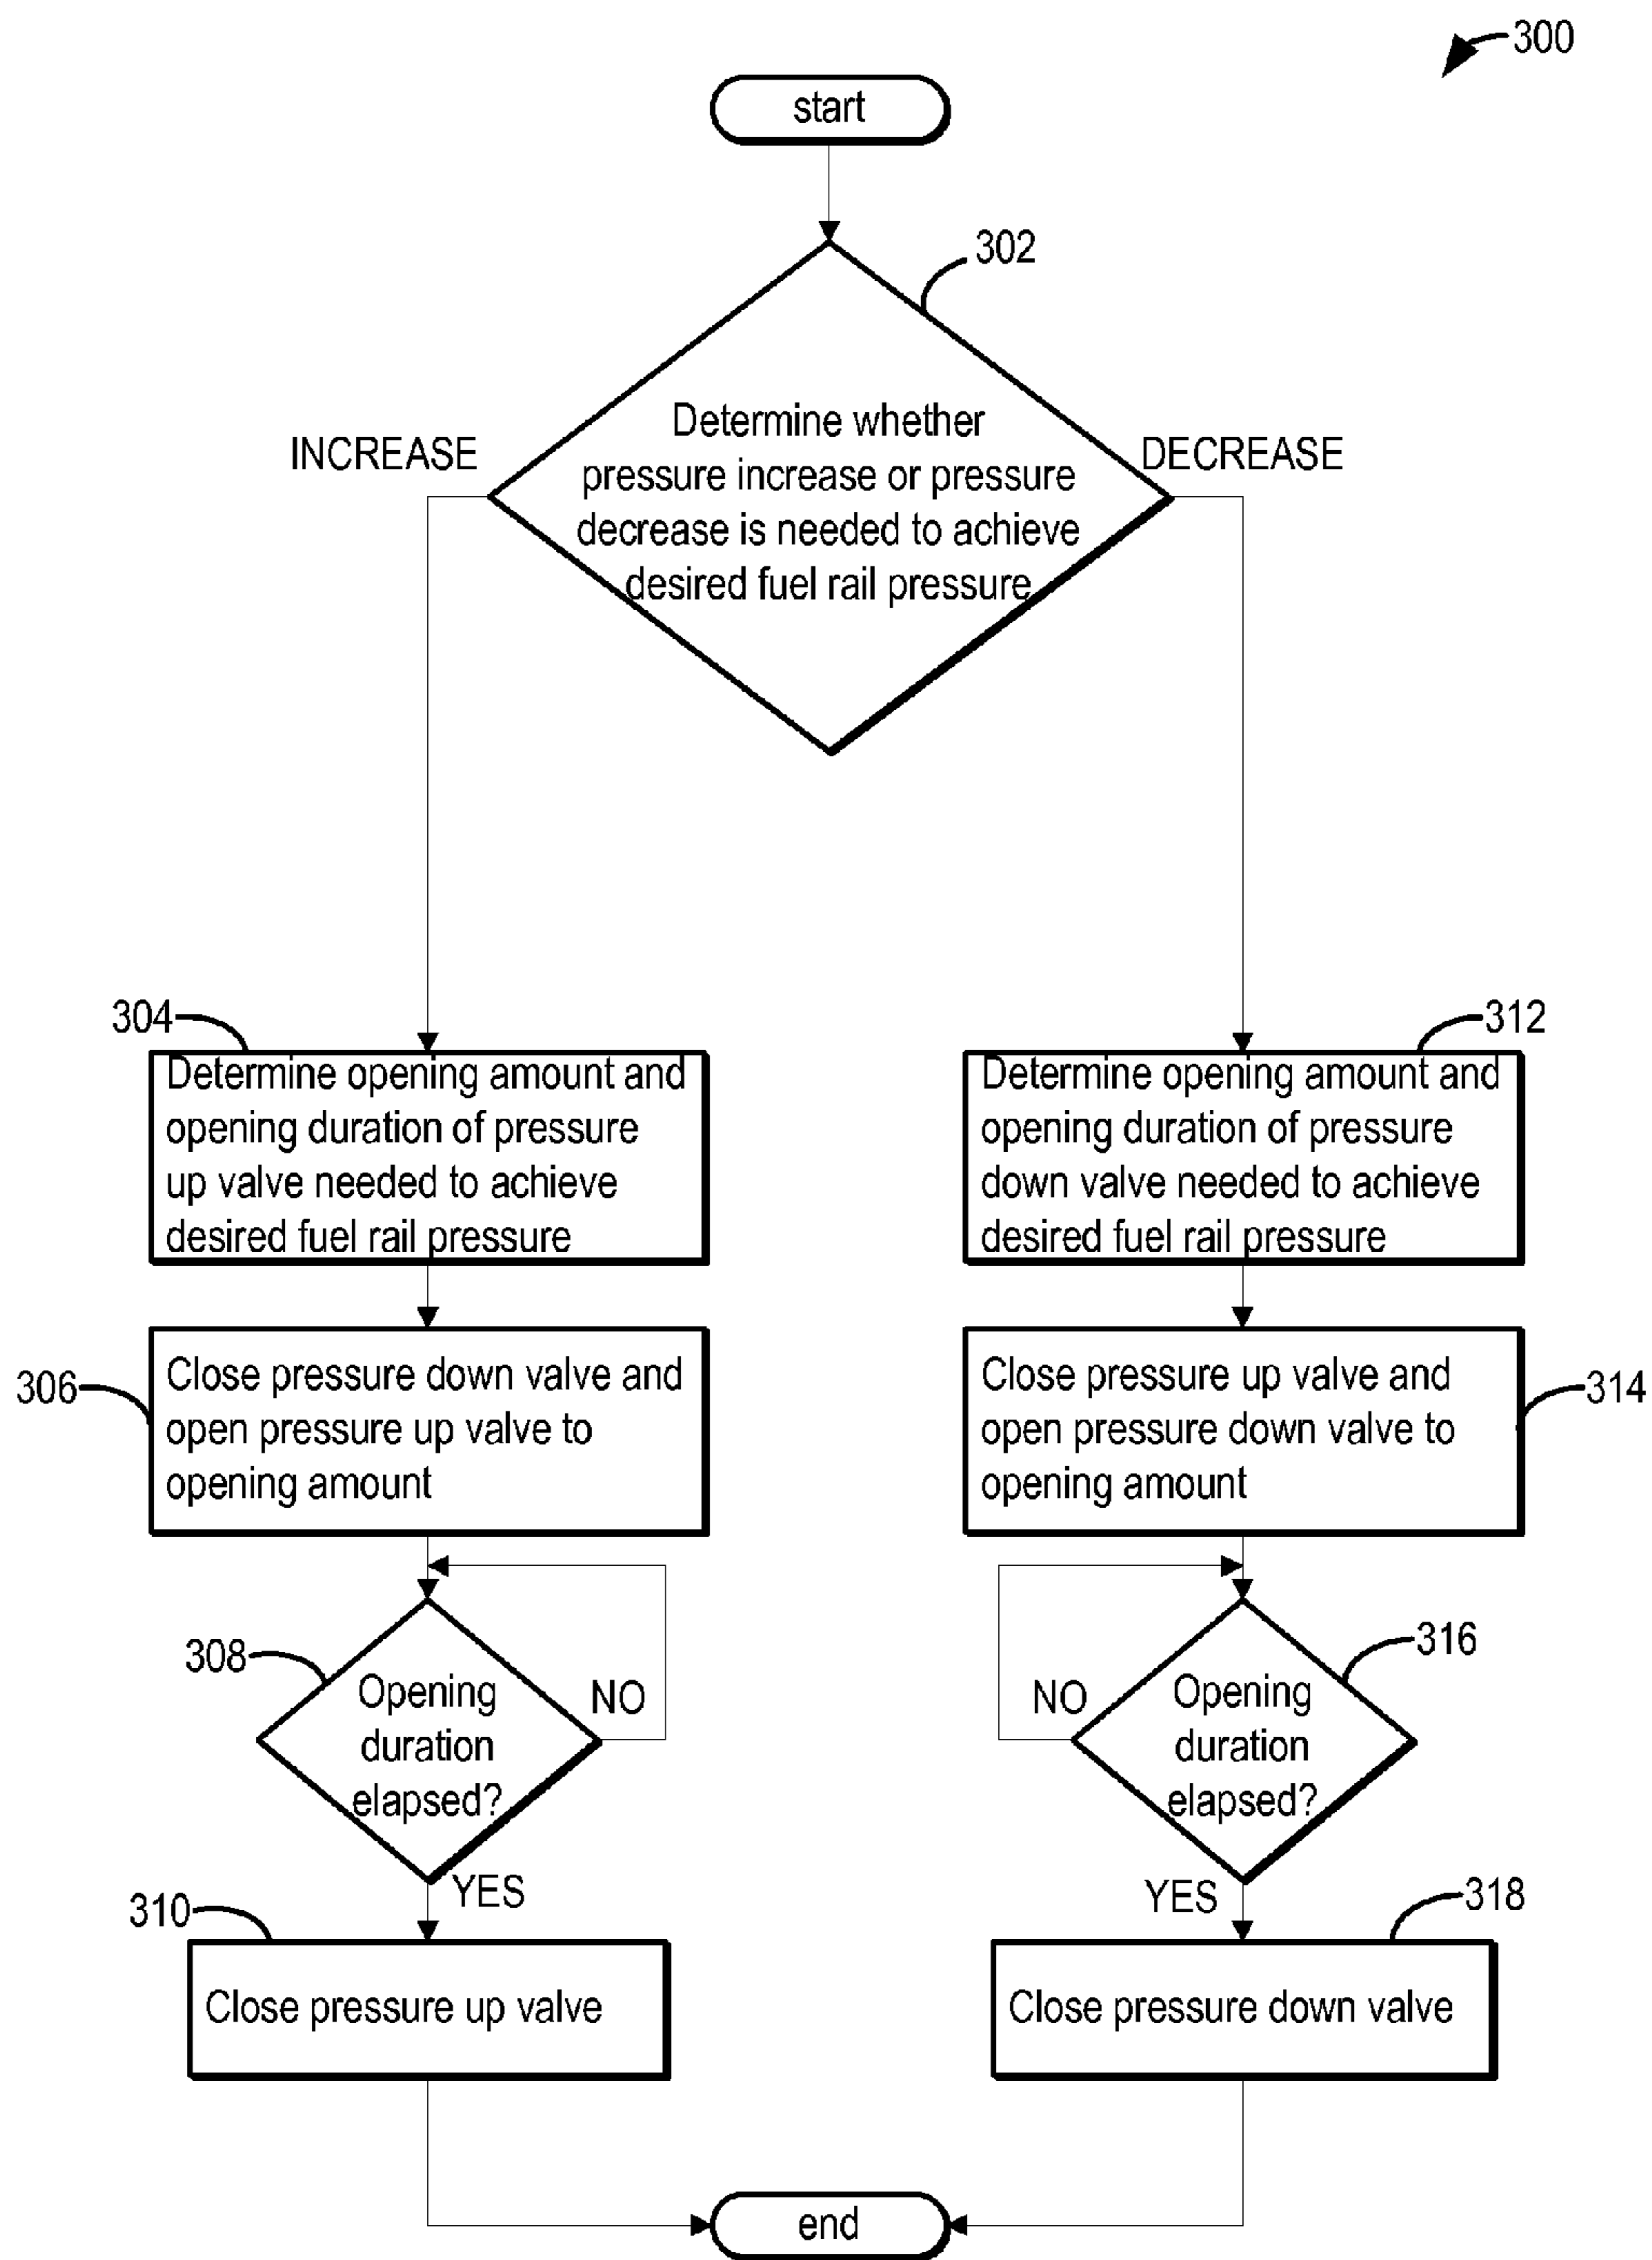 300
start
302
INCREASE
DECREASE
Determine whether
pressure increase or pressure
decrease is needed to achieve
desired fuel rail pressure
304
Determine opening amount and
opening duration of pressure
up valve needed to achieve
desired fuel rail pressure
312
Determine opening amount and
opening duration of pressure
down valve needed to achieve
desired fuel rail pressure
306
Close pressure down valve and
open pressure up valve to
opening amount
314
Close pressure up valve and
open pressure down valve to
opening amount
308
Opening
duration
elapsed?
NO
YES
316
Opening
duration
elapsed?
NO
YES
310
Close pressure up valve
318
Close pressure down valve
end